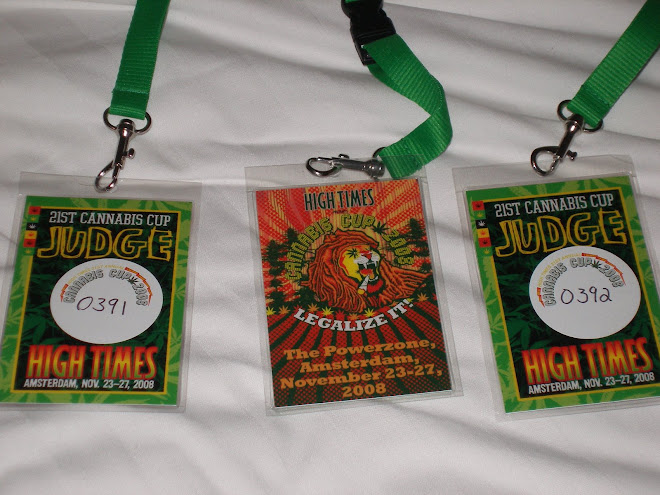 21ST CANNABIS CUP
JUDGE
CANNABIS CUP 2008
0391
HIGH TIMES
AMSTERDAM, NOV. 23-27, 2008
HIGH TIMES
CANNABIS CUP 2008
LEGALIZE IT!
The Powerzone,
Amsterdam,
November 23-27,
2008
21ST CANNABIS CUP
JUDGE
CANNABIS CUP 2008
0392
HIGH TIMES
AMSTERDAM, NOV. 23-27, 2008